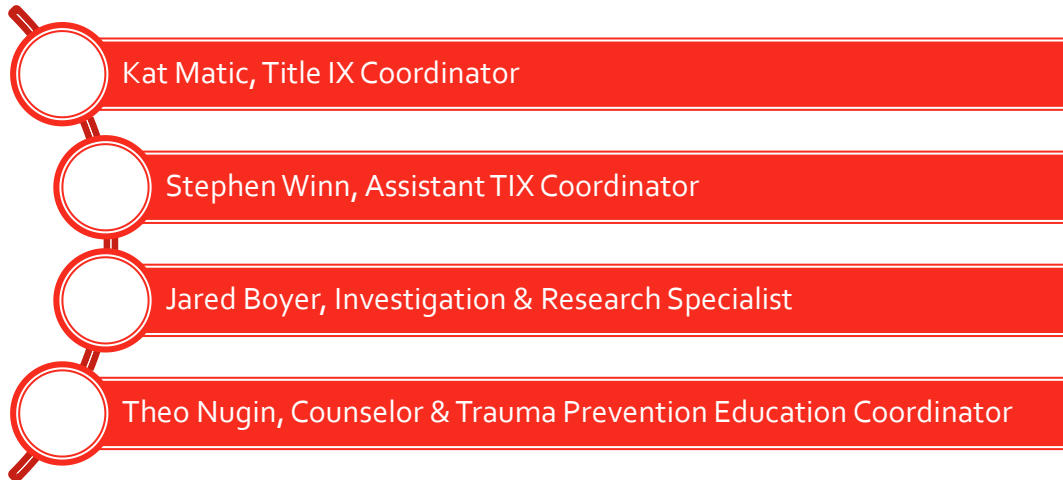 Kat Matic, Title IX Coordinator
Stephen Winn, Assistant TIX Coordinator
Jared Boyer, Investigation & Research Specialist
Theo Nugin, Counselor & Trauma Prevention Education Coordinator